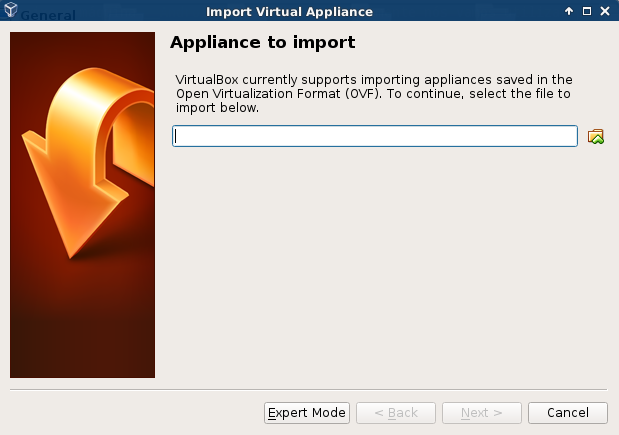 General
Import Virtual Appliance
Appliance to import
VirtualBox currently supports importing appliances saved in the
Open Virtualization Format (OVF). To continue, select the file to
import below.
Expert Mode
< Back
Next >
Cancel